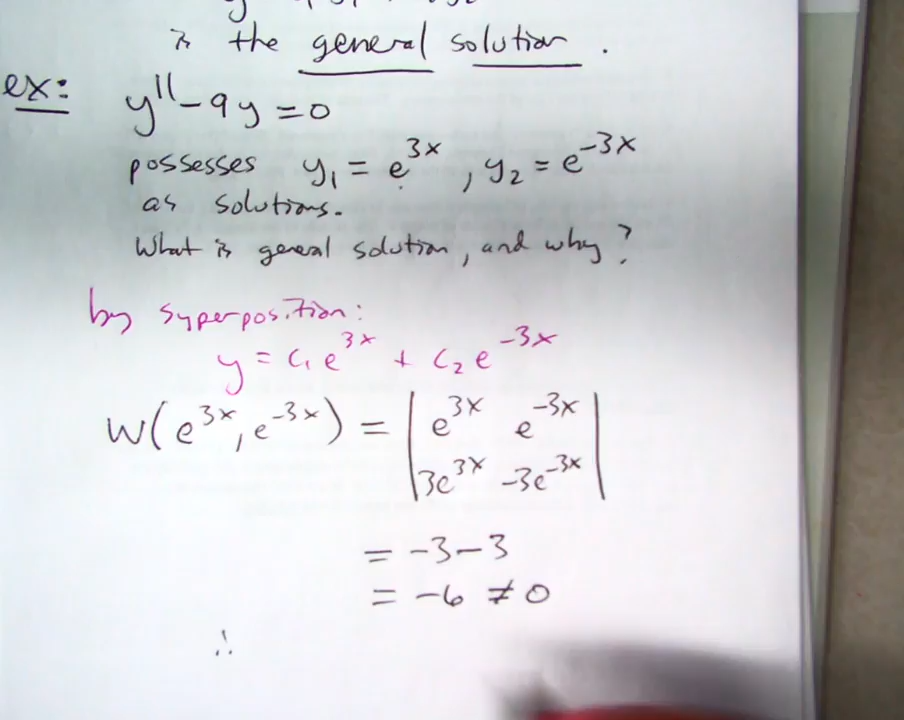 is the general solution.
ex:
y'' - 9y = 0
possesses y₁ = e^{3x}, y₂ = e^{-3x}
as solutions.
What is general solution, and why?
by superposition:
y = c₁e^{3x} + c₂e^{-3x}
W(e^{3x}, e^{-3x}) = | e^{3x} e^{-3x} |
| 3e^{3x} -3e^{-3x} |
= -3-3
= -6 ≠ 0
∴